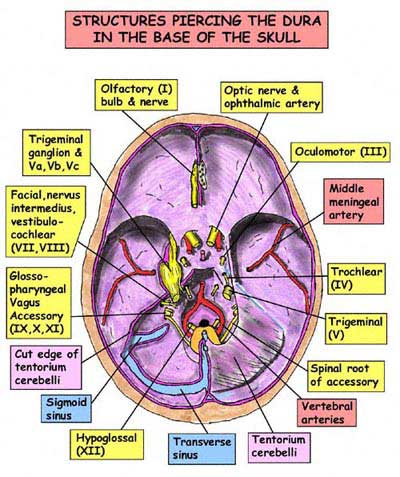 STRUCTURES PIERCING THE DURA
IN THE BASE OF THE SKULL
Olfactory (I)
bulb & nerve
Optic nerve &
ophthalmic artery
Trigeminal
ganglion &
Va,Vb,Vc
Oculomotor (III)
Facial,nervus
intermedius,
vestibulo-
cochlear
(VII, VIII)
Middle
meningeal
artery
Glosso-
pharyngeal
Vagus
Accessory
(IX,X,XI)
Trochlear
(IV)
Trigeminal
(V)
Cut edge of
tentorium
cerebelli
Spinal root
of accessory
Sigmoid
sinus
Vertebral
arteries
Hypoglossal
(XII)
Transverse
sinus
Tentorium
cerebelli